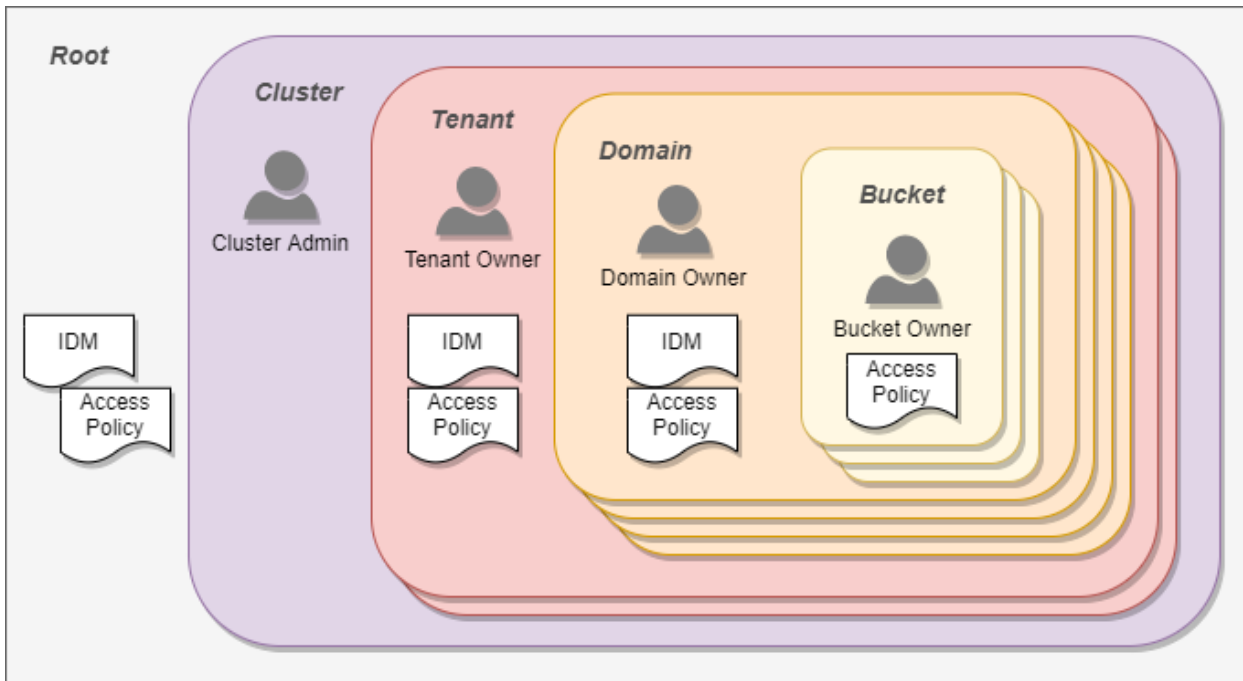 Root
Cluster
Tenant
Domain
Bucket
Cluster Admin
Tenant Owner
Domain Owner
Bucket Owner
IDM
Access
Policy
IDM
Access
Policy
IDM
Access
Policy
Access
Policy